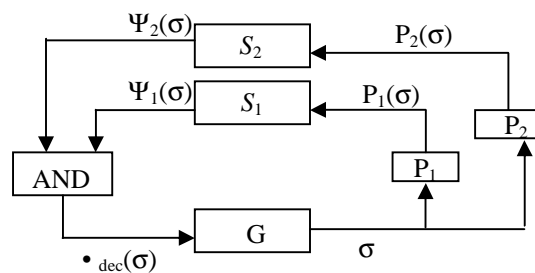 Ψ₂(σ)
S₂
P₂(σ)
Ψ₁(σ)
S₁
P₁(σ)
P₂
AND
P₁
G
σ
• dec(σ)